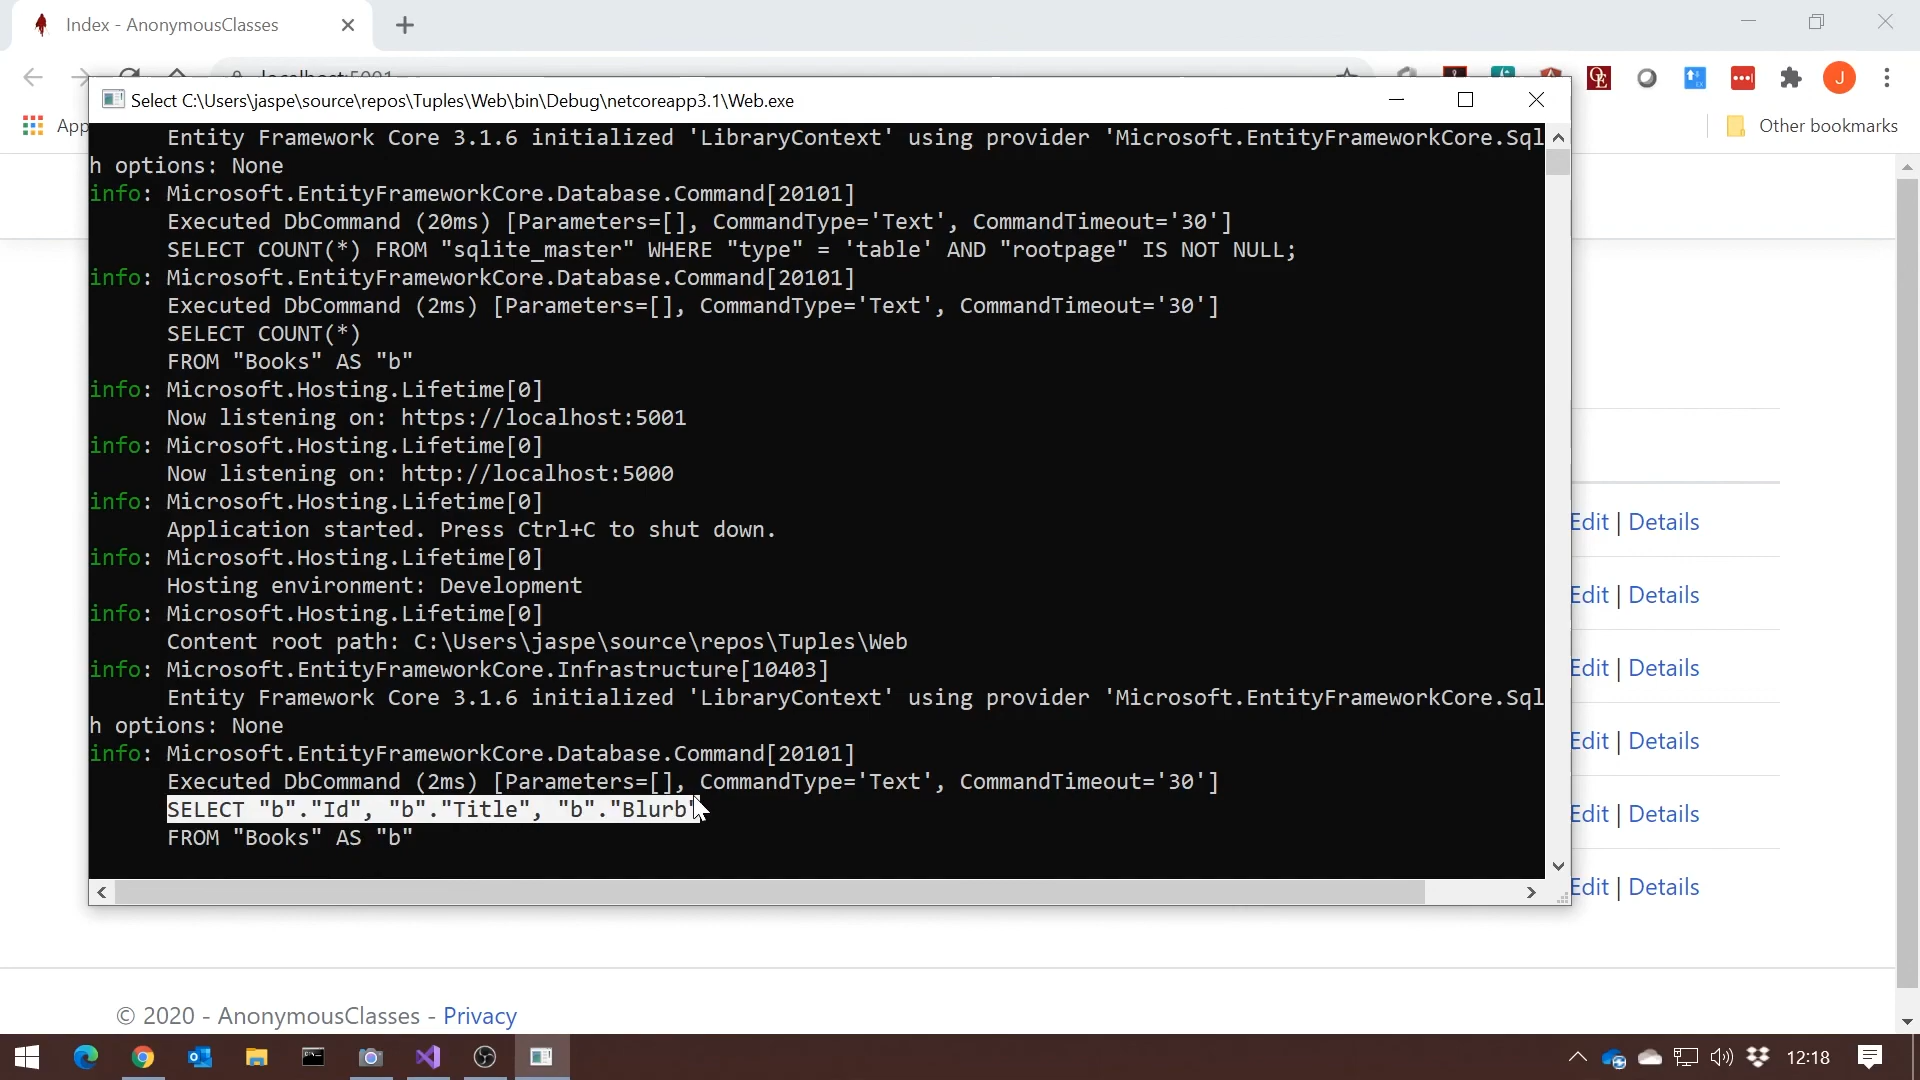 Index - AnonymousClasses
Select C:\Users\jaspe\source\repos\Tuples\Web\bin\Debug\netcoreapp3.1\Web.exe
J
App
Other bookmarks
Entity Framework Core 3.1.6 initialized 'LibraryContext' using provider 'Microsoft.EntityFrameworkCore.Sql
h options: None
info: Microsoft.EntityFrameworkCore.Database.Command[20101]
Executed DbCommand (20ms) [Parameters=[], CommandType='Text', CommandTimeout='30']
SELECT COUNT(*) FROM "sqlite_master" WHERE "type" = 'table' AND "rootpage" IS NOT NULL;
info: Microsoft.EntityFrameworkCore.Database.Command[20101]
Executed DbCommand (2ms) [Parameters=[], CommandType='Text', CommandTimeout='30']
SELECT COUNT(*)
FROM "Books" AS "b"
info: Microsoft.Hosting.Lifetime[0]
Now listening on: https://localhost:5001
info: Microsoft.Hosting.Lifetime[0]
Now listening on: http://localhost:5000
info: Microsoft.Hosting.Lifetime[0]
Application started. Press Ctrl+C to shut down.
info: Microsoft.Hosting.Lifetime[0]
Hosting environment: Development
info: Microsoft.Hosting.Lifetime[0]
Content root path: C:\Users\jaspe\source\repos\Tuples\Web
info: Microsoft.EntityFrameworkCore.Infrastructure[10403]
Entity Framework Core 3.1.6 initialized 'LibraryContext' using provider 'Microsoft.EntityFrameworkCore.Sql
h options: None
info: Microsoft.EntityFrameworkCore.Database.Command[20101]
Executed DbCommand (2ms) [Parameters=[], CommandType='Text', CommandTimeout='30']
SELECT "b"."Id", "b"."Title", "b"."Blurb"
FROM "Books" AS "b"
Edit | Details
Edit | Details
Edit | Details
Edit | Details
Edit | Details
Edit | Details
© 2020 - AnonymousClasses - Privacy
12:18